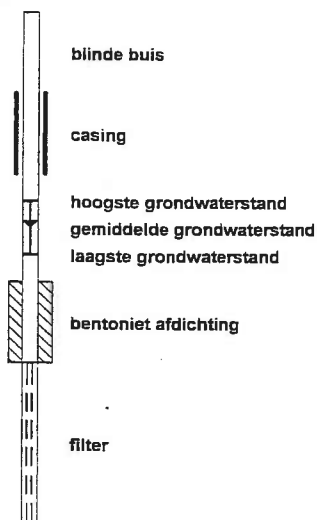 blinde buis
casing
hoogste grondwaterstand
gemiddelde grondwaterstand
laagste grondwaterstand
bentoniet afdichting
filter